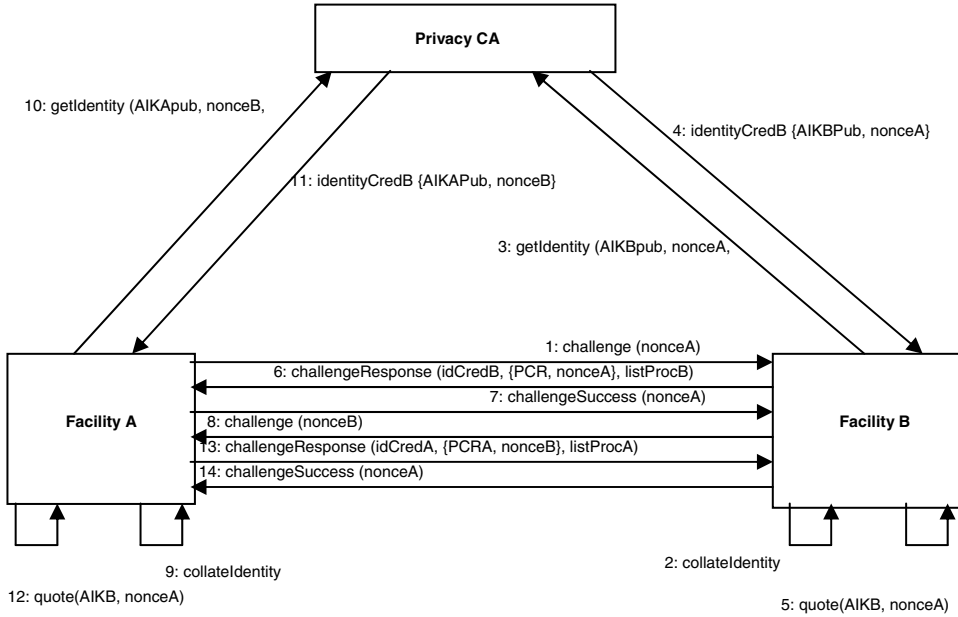 Privacy CA
10: getIdentity (AIKApub, nonceB,
4: identityCredB {AIKBPub, nonceA}
11: identityCredB {AIKAPub, nonceB}
3: getIdentity (AIKBpub, nonceA,
1: challenge (nonceA)
6: challengeResponse (idCredB, {PCR, nonceA}, listProcB)
7: challengeSuccess (nonceA)
Facility A
8: challenge (nonceB)
Facility B
13: challengeResponse (idCredA, {PCRA, nonceB}, listProcA)
14: challengeSuccess (nonceA)
2: collateIdentity
9: collateIdentity
12: quote(AIKB, nonceA)
5: quote(AIKB, nonceA)